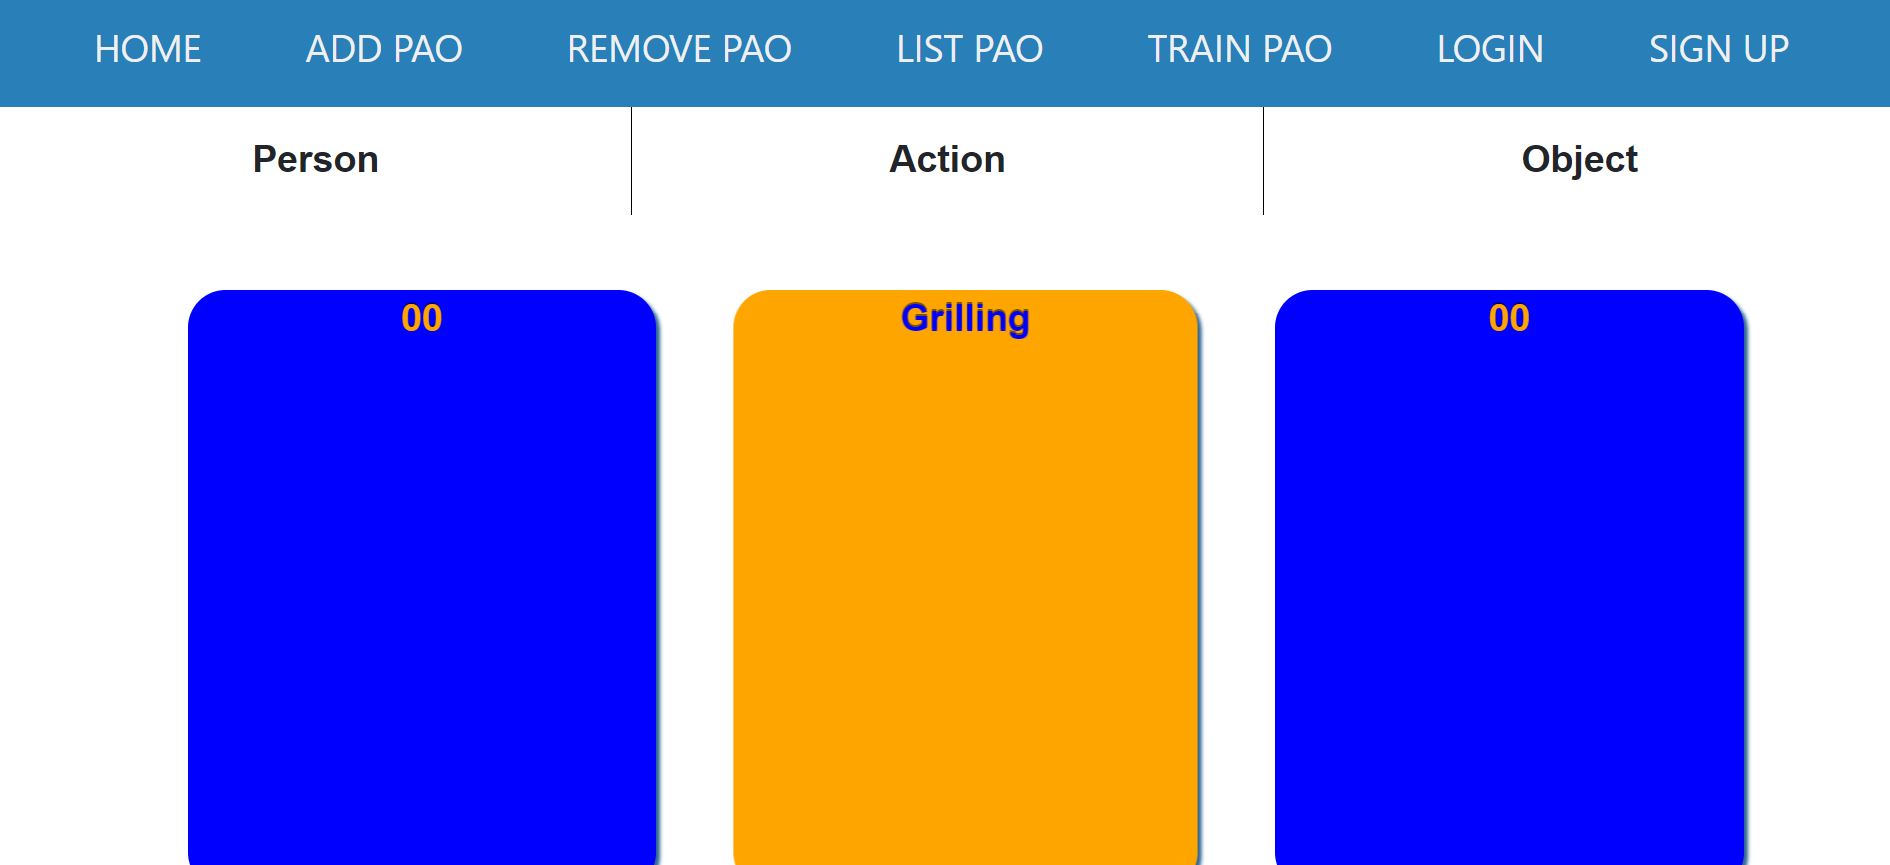 HOME ADD PAO REMOVE PAO LIST PAO TRAIN PAO LOGIN SIGN UP
Person Action Object
00 Grilling 00